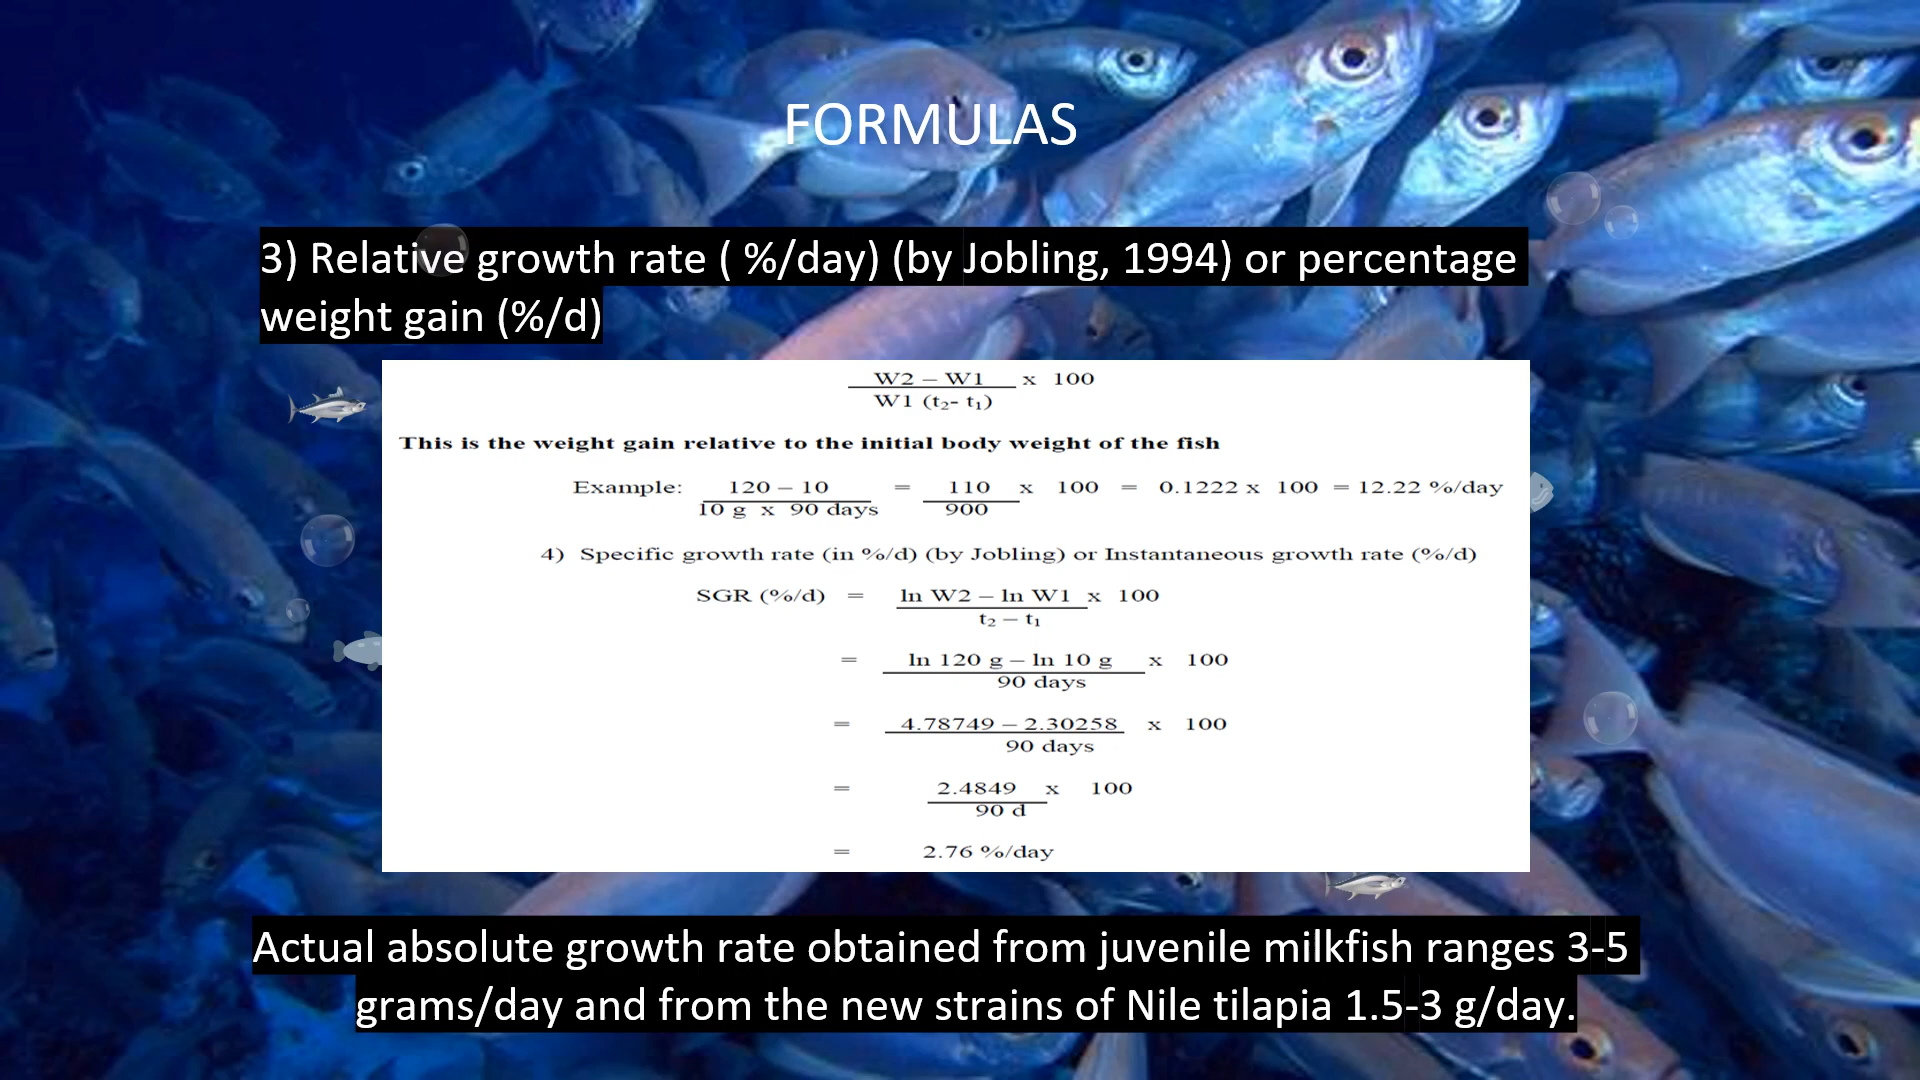 FORMULAS
3) Relative growth rate ( %/day) (by Jobling, 1994) or percentage
weight gain (%/d)
W2 – W1 x 100
W1 (t₂- t₁)
This is the weight gain relative to the initial body weight of the fish
Example: 120 – 10 = 110 x 100 = 0.1222 x 100 = 12.22 %/day
10 g x 90 days 900
4) Specific growth rate (in %/d) (by Jobling) or Instantaneous growth rate (%/d)
SGR (%/d) = ln W2 – ln W1 x 100
t₂ – t₁
= ln 120 g – ln 10 g x 100
90 days
= 4.78749 – 2.30258 x 100
90 days
= 2.4849 x 100
90 d
= 2.76 %/day
Actual absolute growth rate obtained from juvenile milkfish ranges 3-5
grams/day and from the new strains of Nile tilapia 1.5-3 g/day.